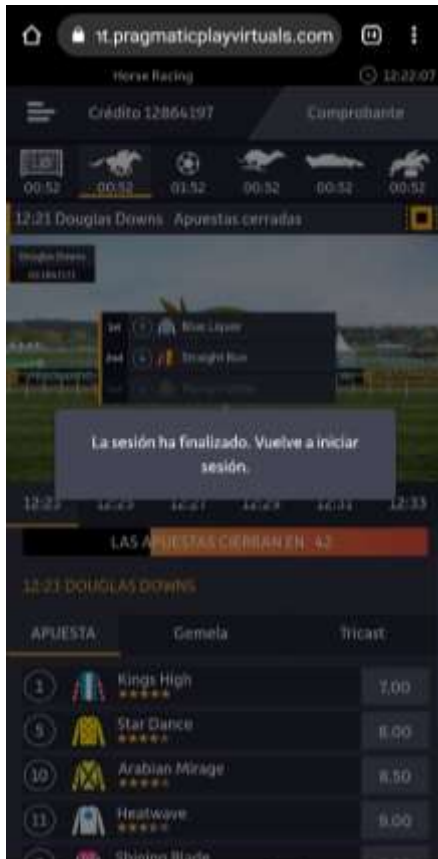 nt.pragmaticplayvirtuals.com
Horse Racing 12:22:07
Crédito 12864197 Comprobante
00:52 00:52 01:52 00:52 00:52 00:52
12:21 Douglas Downs Apuestas cerradas
Douglas Downs
1st Blue Liquor
2nd Straight Run
La sesión ha finalizado. Vuelve a iniciar
sesión.
12:23 12:25 12:27 12:29 12:31 12:33
LAS APUESTAS CIERRAN EN: 42
12:23 DOUGLAS DOWNS
APUESTA Gemela Tricast
1 Kings High 7.00
5 Star Dance 8.00
10 Arabian Mirage 8.50
11 Heatwave 9.00
Shining Blade